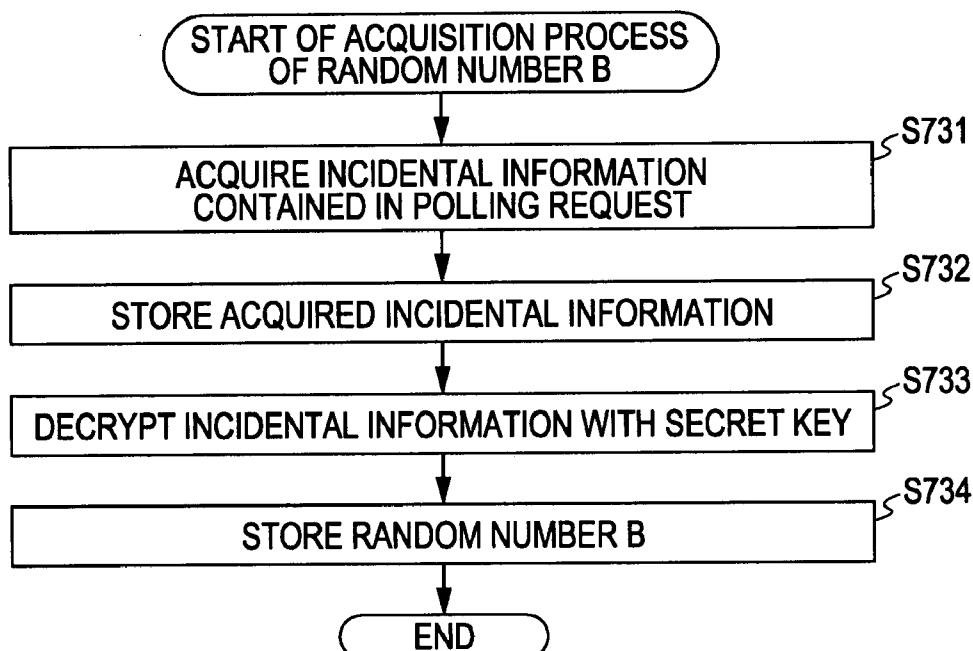 START OF ACQUISITION PROCESS
OF RANDOM NUMBER B
S731
ACQUIRE INCIDENTAL INFORMATION
CONTAINED IN POLLING REQUEST
S732
STORE ACQUIRED INCIDENTAL INFORMATION
S733
DECRYPT INCIDENTAL INFORMATION WITH SECRET KEY
S734
STORE RANDOM NUMBER B
END